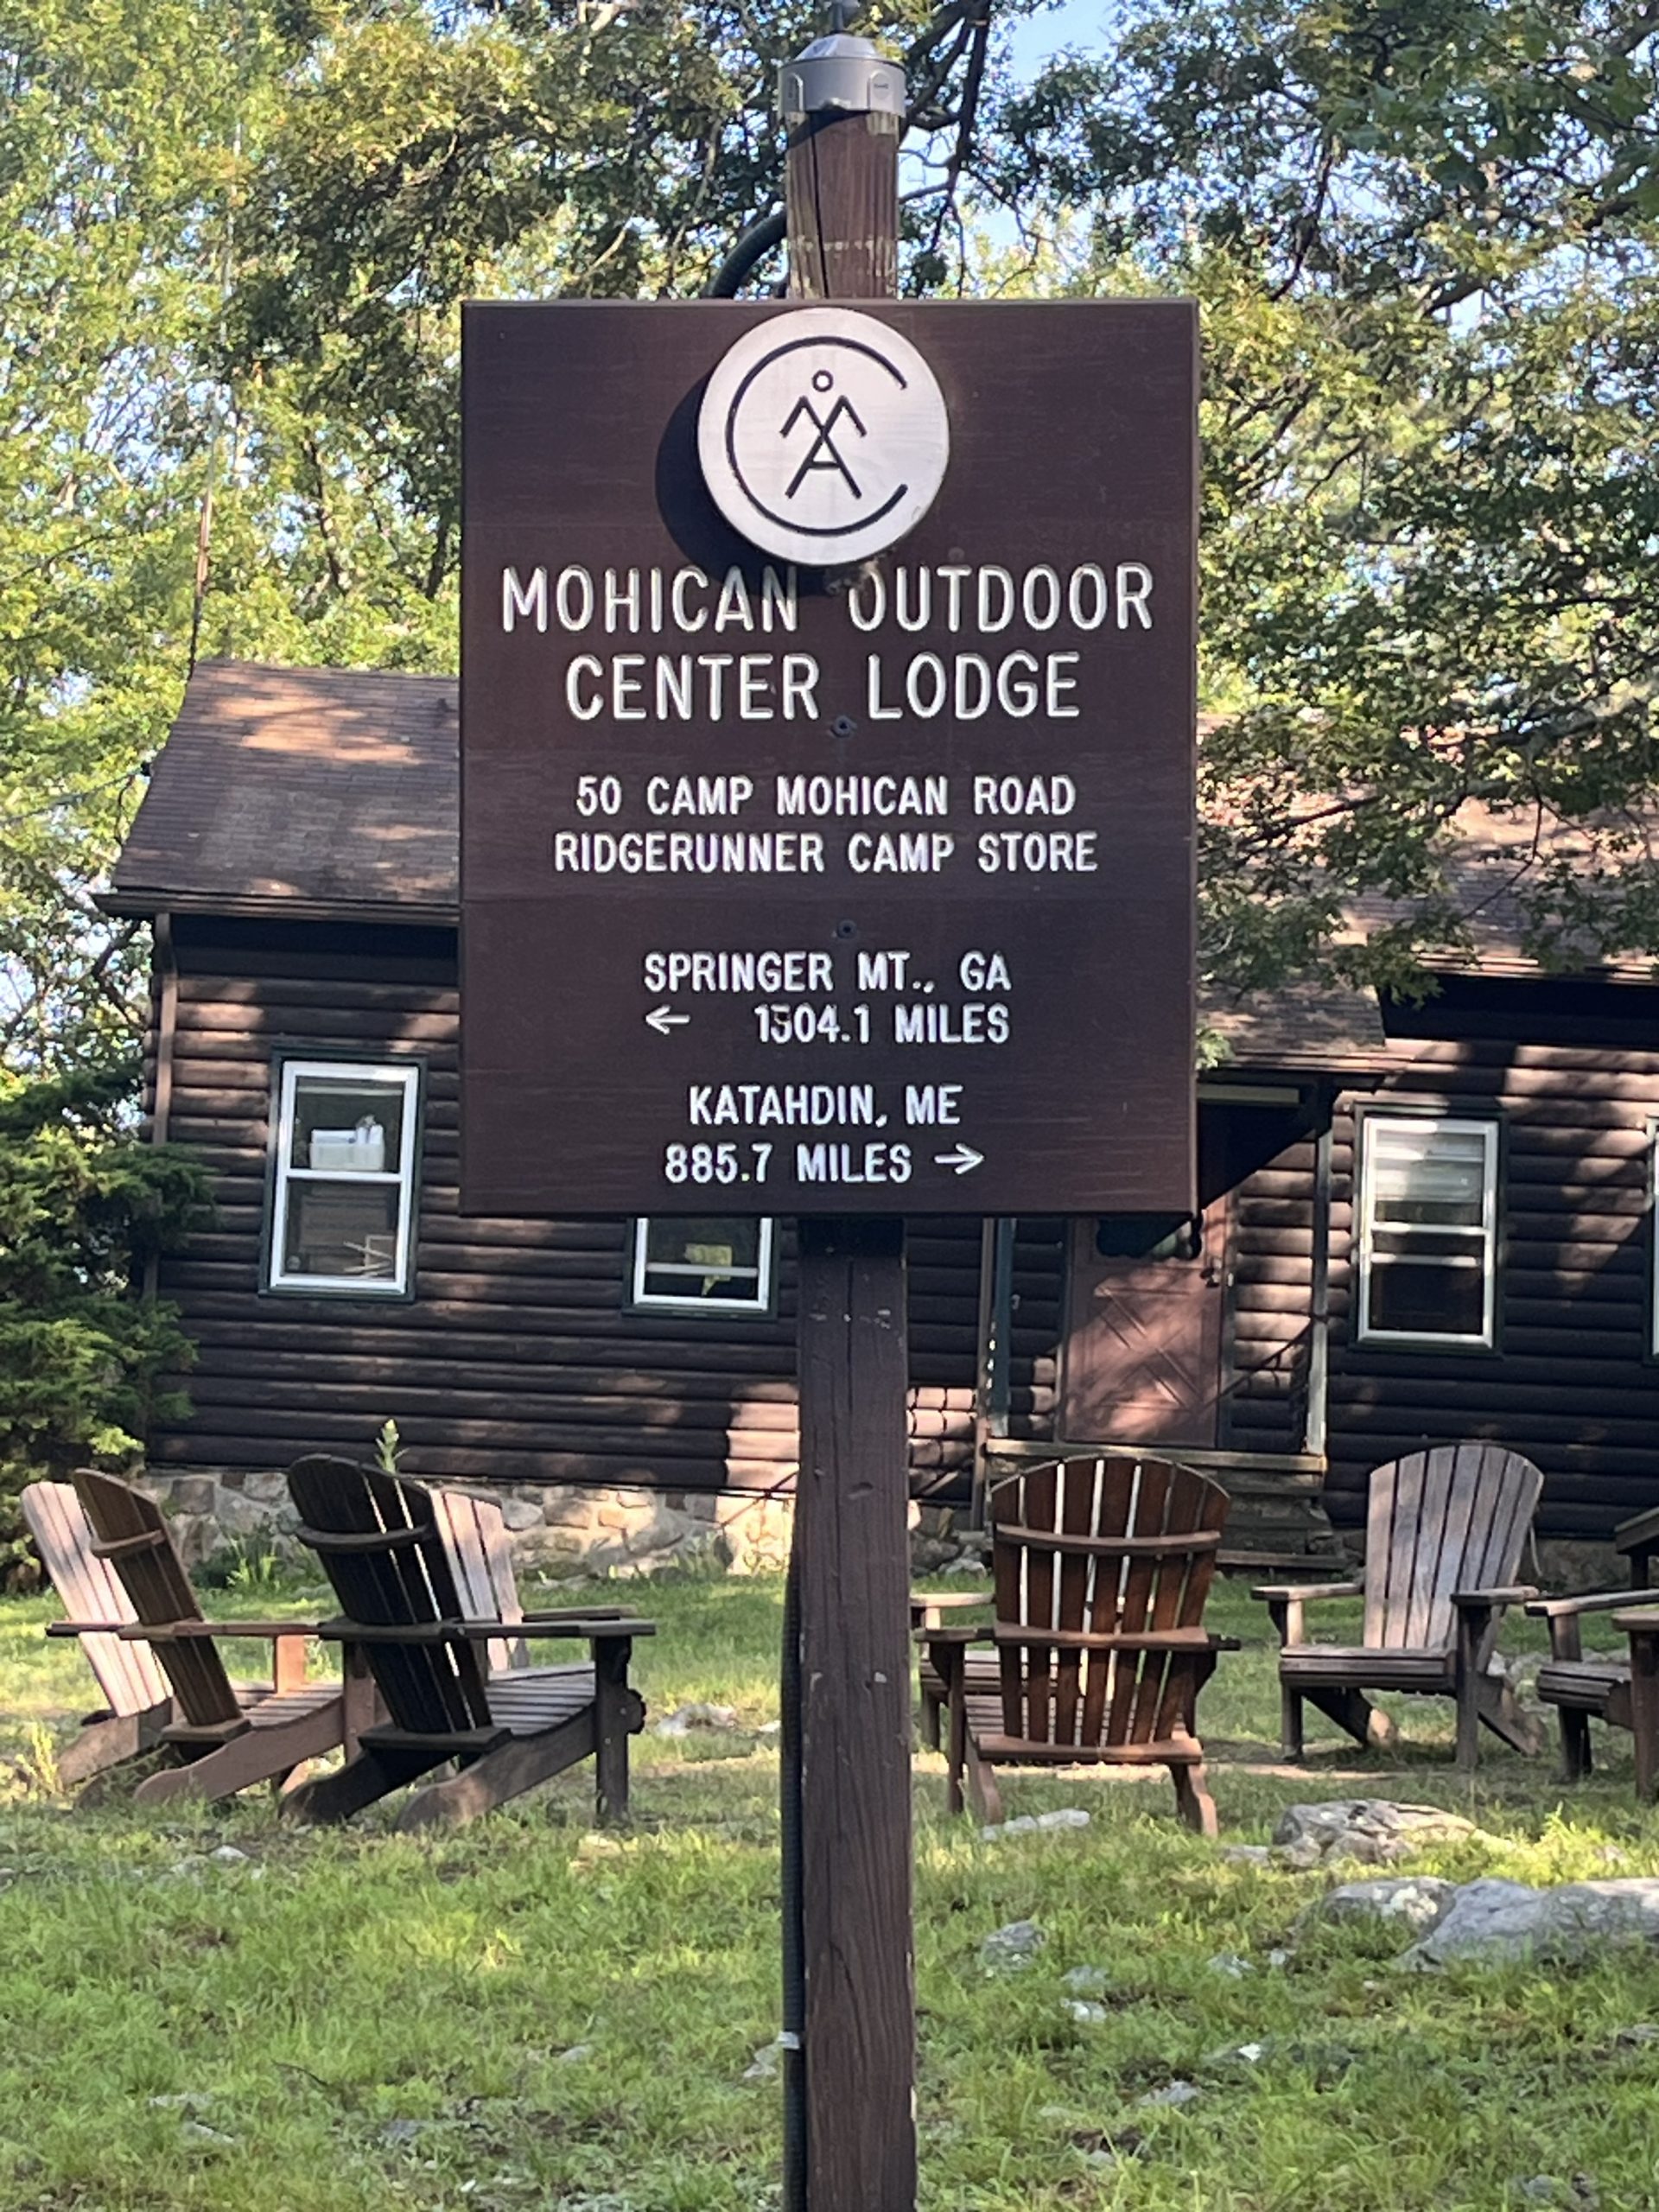 MOHICAN OUTDOOR
CENTER LODGE
50 CAMP MOHICAN ROAD
RIDGERUNNER CAMP STORE
SPRINGER MT., GA
← 1304.1 MILES
KATAHDIN, ME
885.7 MILES →